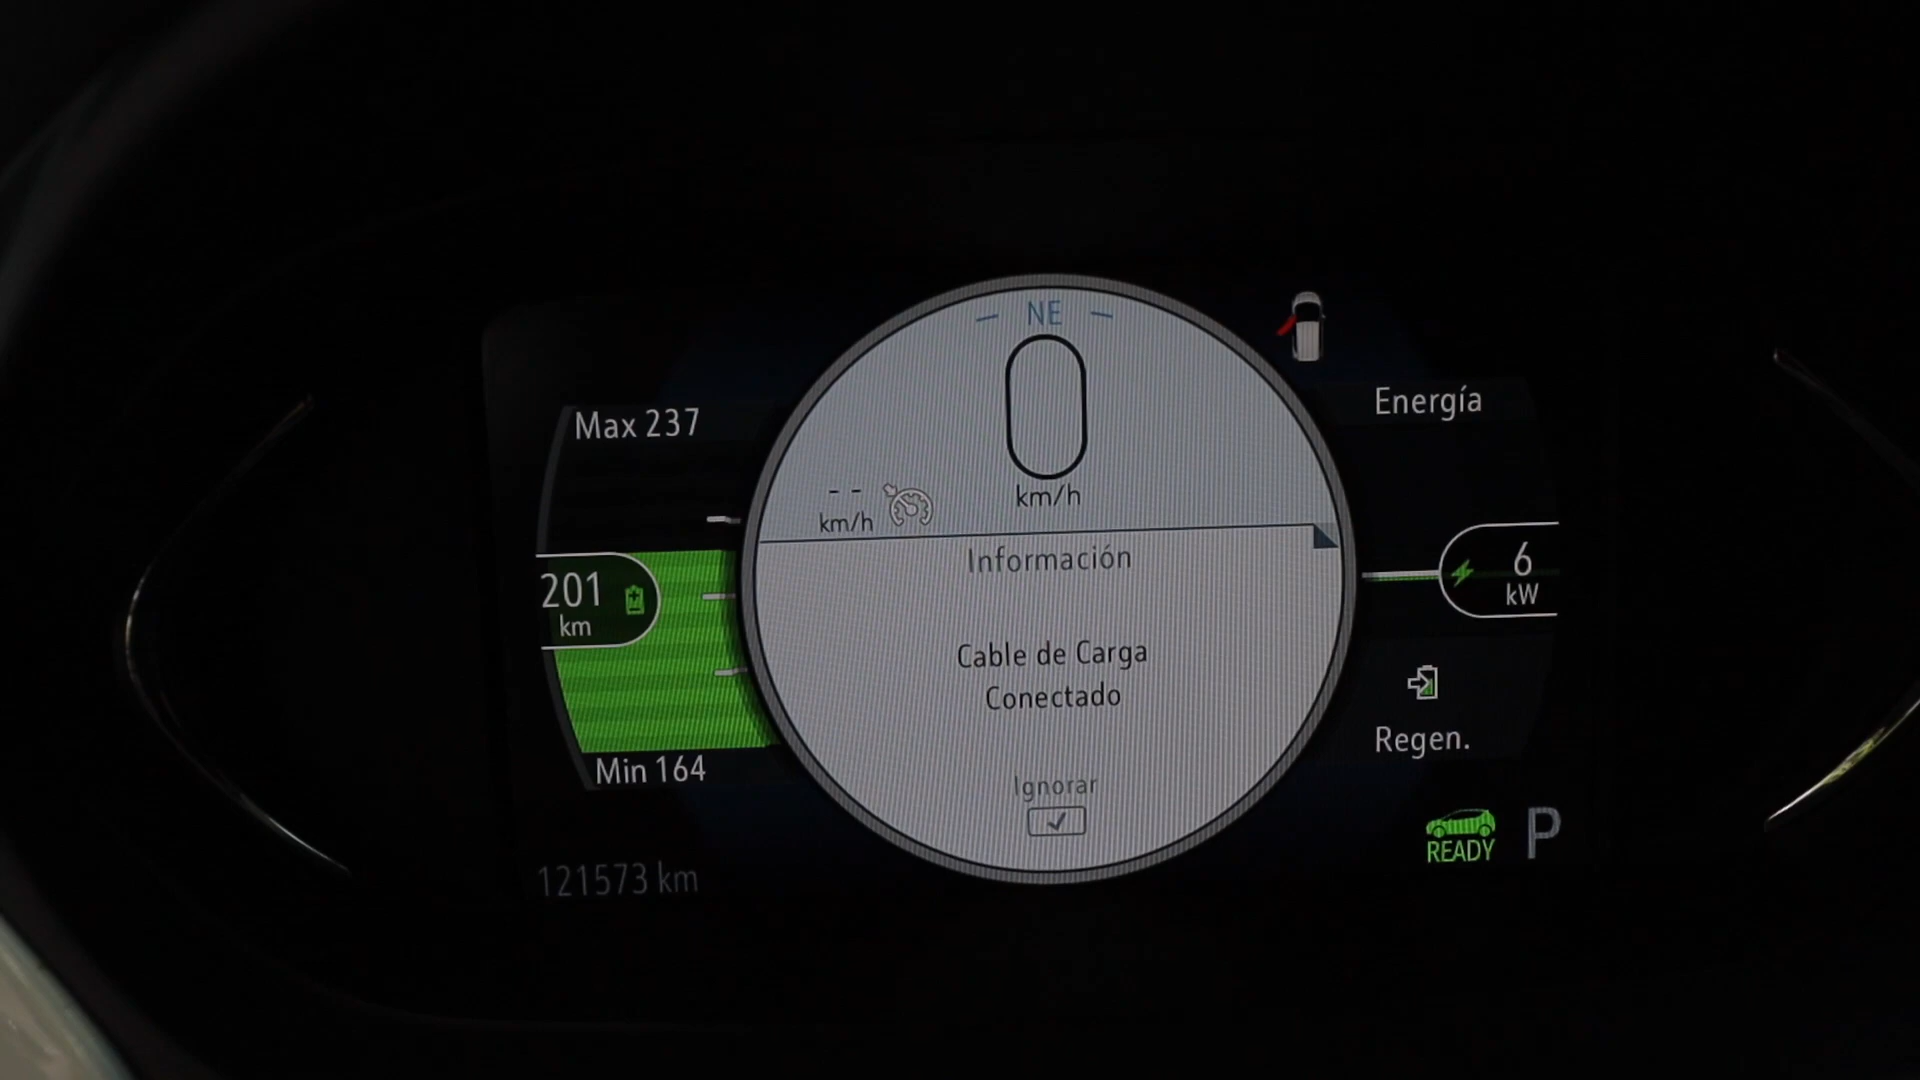 NE
0
km/h
- -
km/h
Max 237
201
km
Min 164
121573 km
Información
Cable de Carga
Conectado
Ignorar
Energía
6
kW
Regen.
READY
P